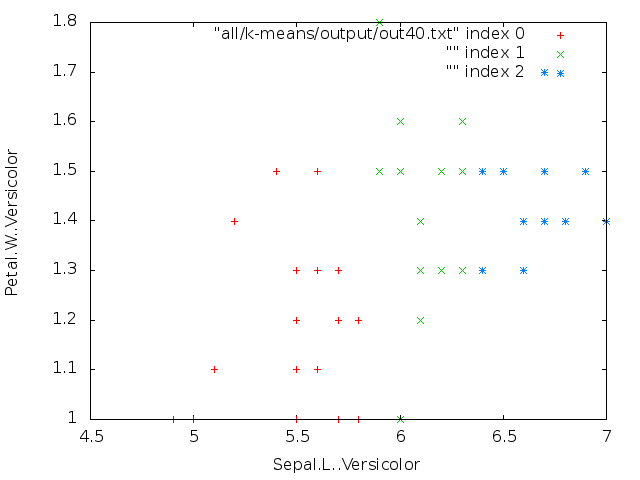 "all/k-means/output/out40.txt" index 0
"" index 1
"" index 2
1.8
1.7
1.6
1.5
1.4
1.3
1.2
1.1
1
Petal.W..Versicolor
4.5 5 5.5 6 6.5 7
Sepal.L..Versicolor